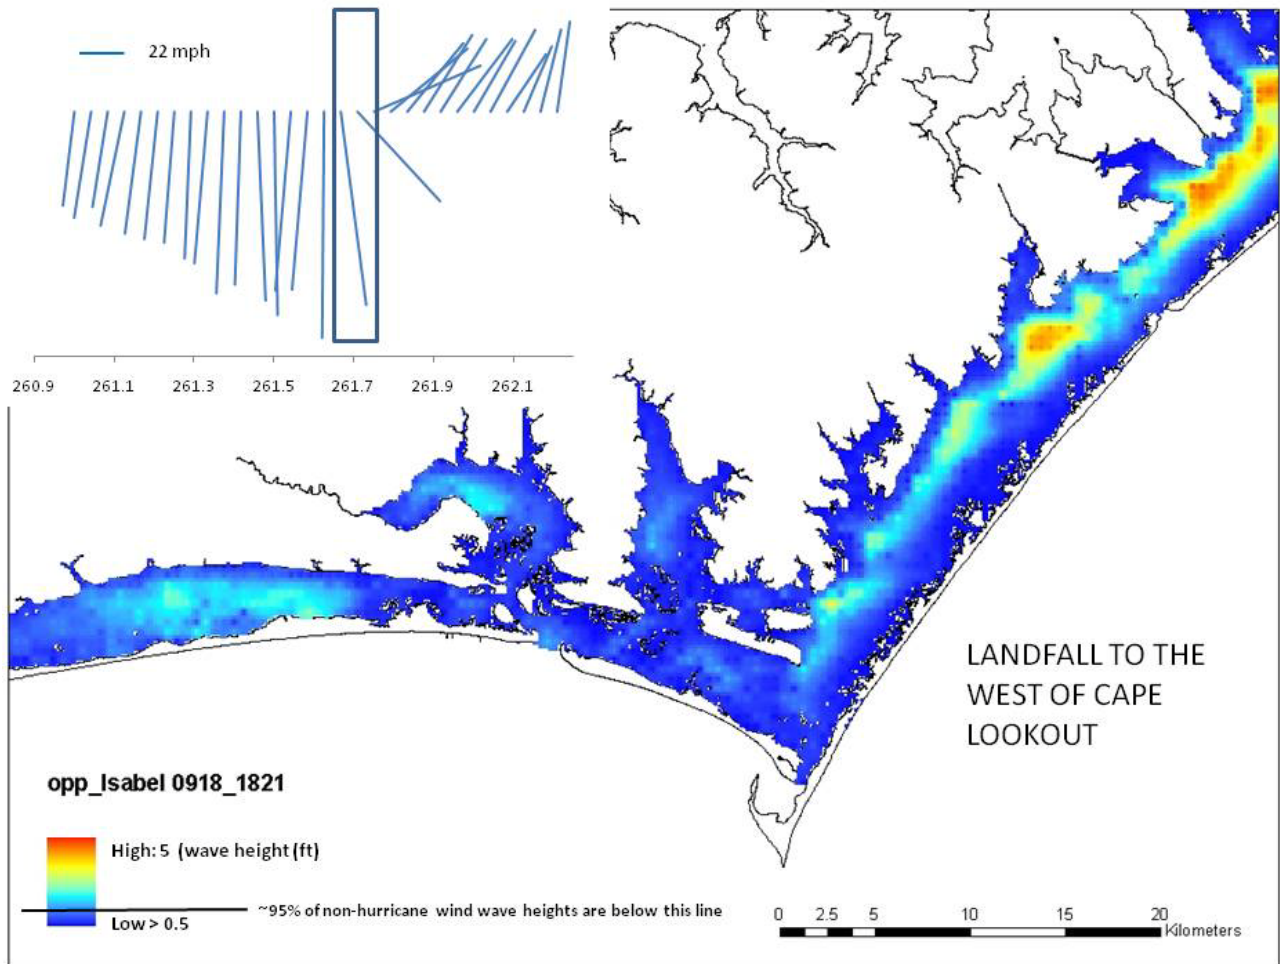 22 mph
260.9 261.1 261.3 261.5 261.7 261.9 262.1
LANDFALL TO THE
WEST OF CAPE
LOOKOUT
opp_Isabel 0918_1821
High: 5 (wave height (ft)
~95% of non-hurricane wind wave heights are below this line
Low > 0.5
0 2.5 5 10 15 20
Kilometers